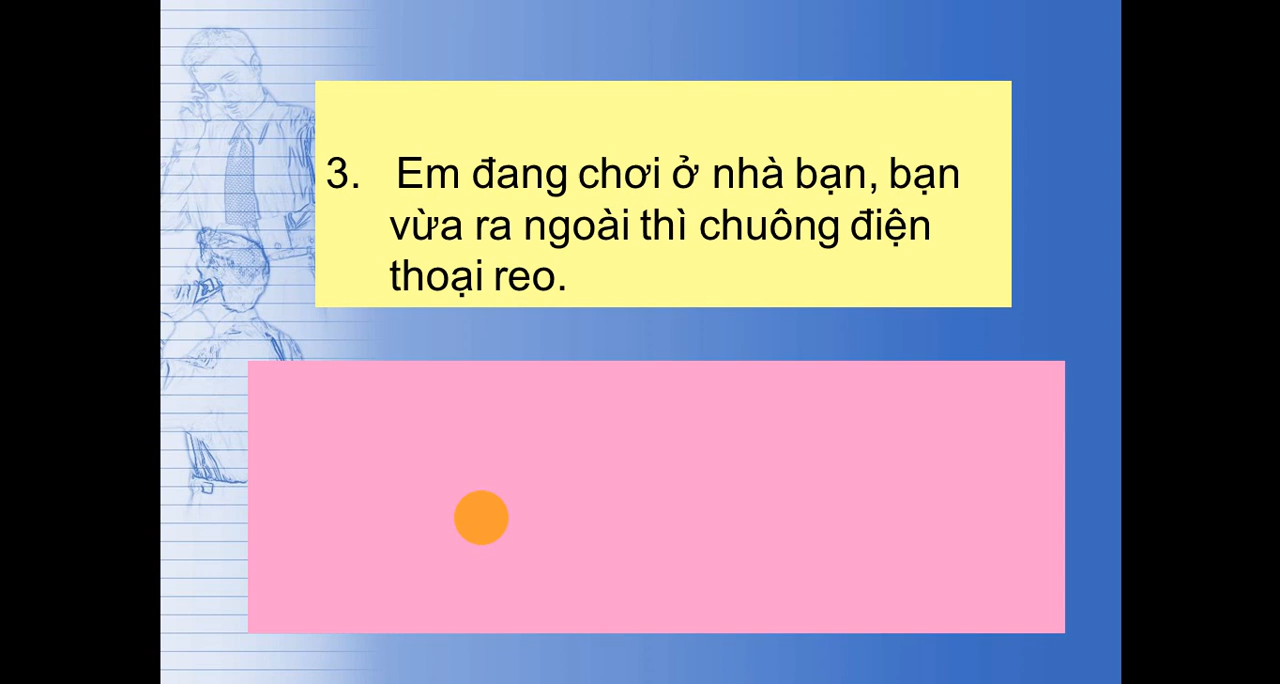 3. Em đang chơi ở nhà bạn, bạn
vừa ra ngoài thì chuông điện
thoại reo.